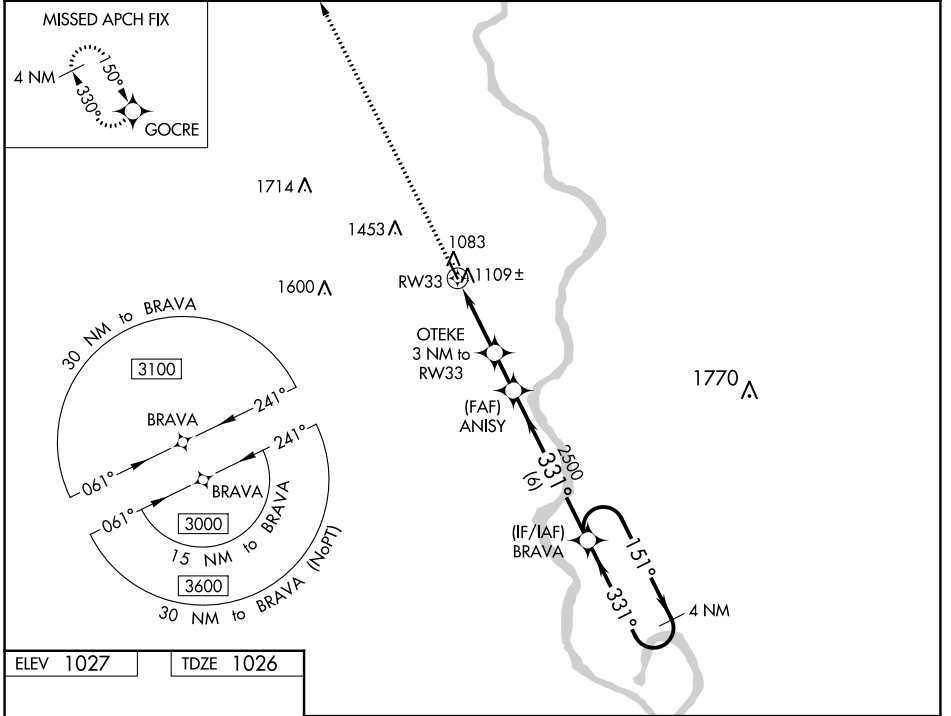 MISSED APCH FIX
4 NM
150°
330°
GOCRE
1714
1453
1083
RW33
1109±
1600
OTEKE
3 NM to
RW33
(FAF)
ANISY
1770
2500
331°
(6)
(IF/IAF)
BRAVA
151°
331°
4 NM
30 NM to BRAVA
3100
241°
BRAVA
061°
241°
BRAVA
061°
3000
15 NM to BRAVA
3600
30 NM to BRAVA (NoPT)
ELEV 1027
TDZE 1026